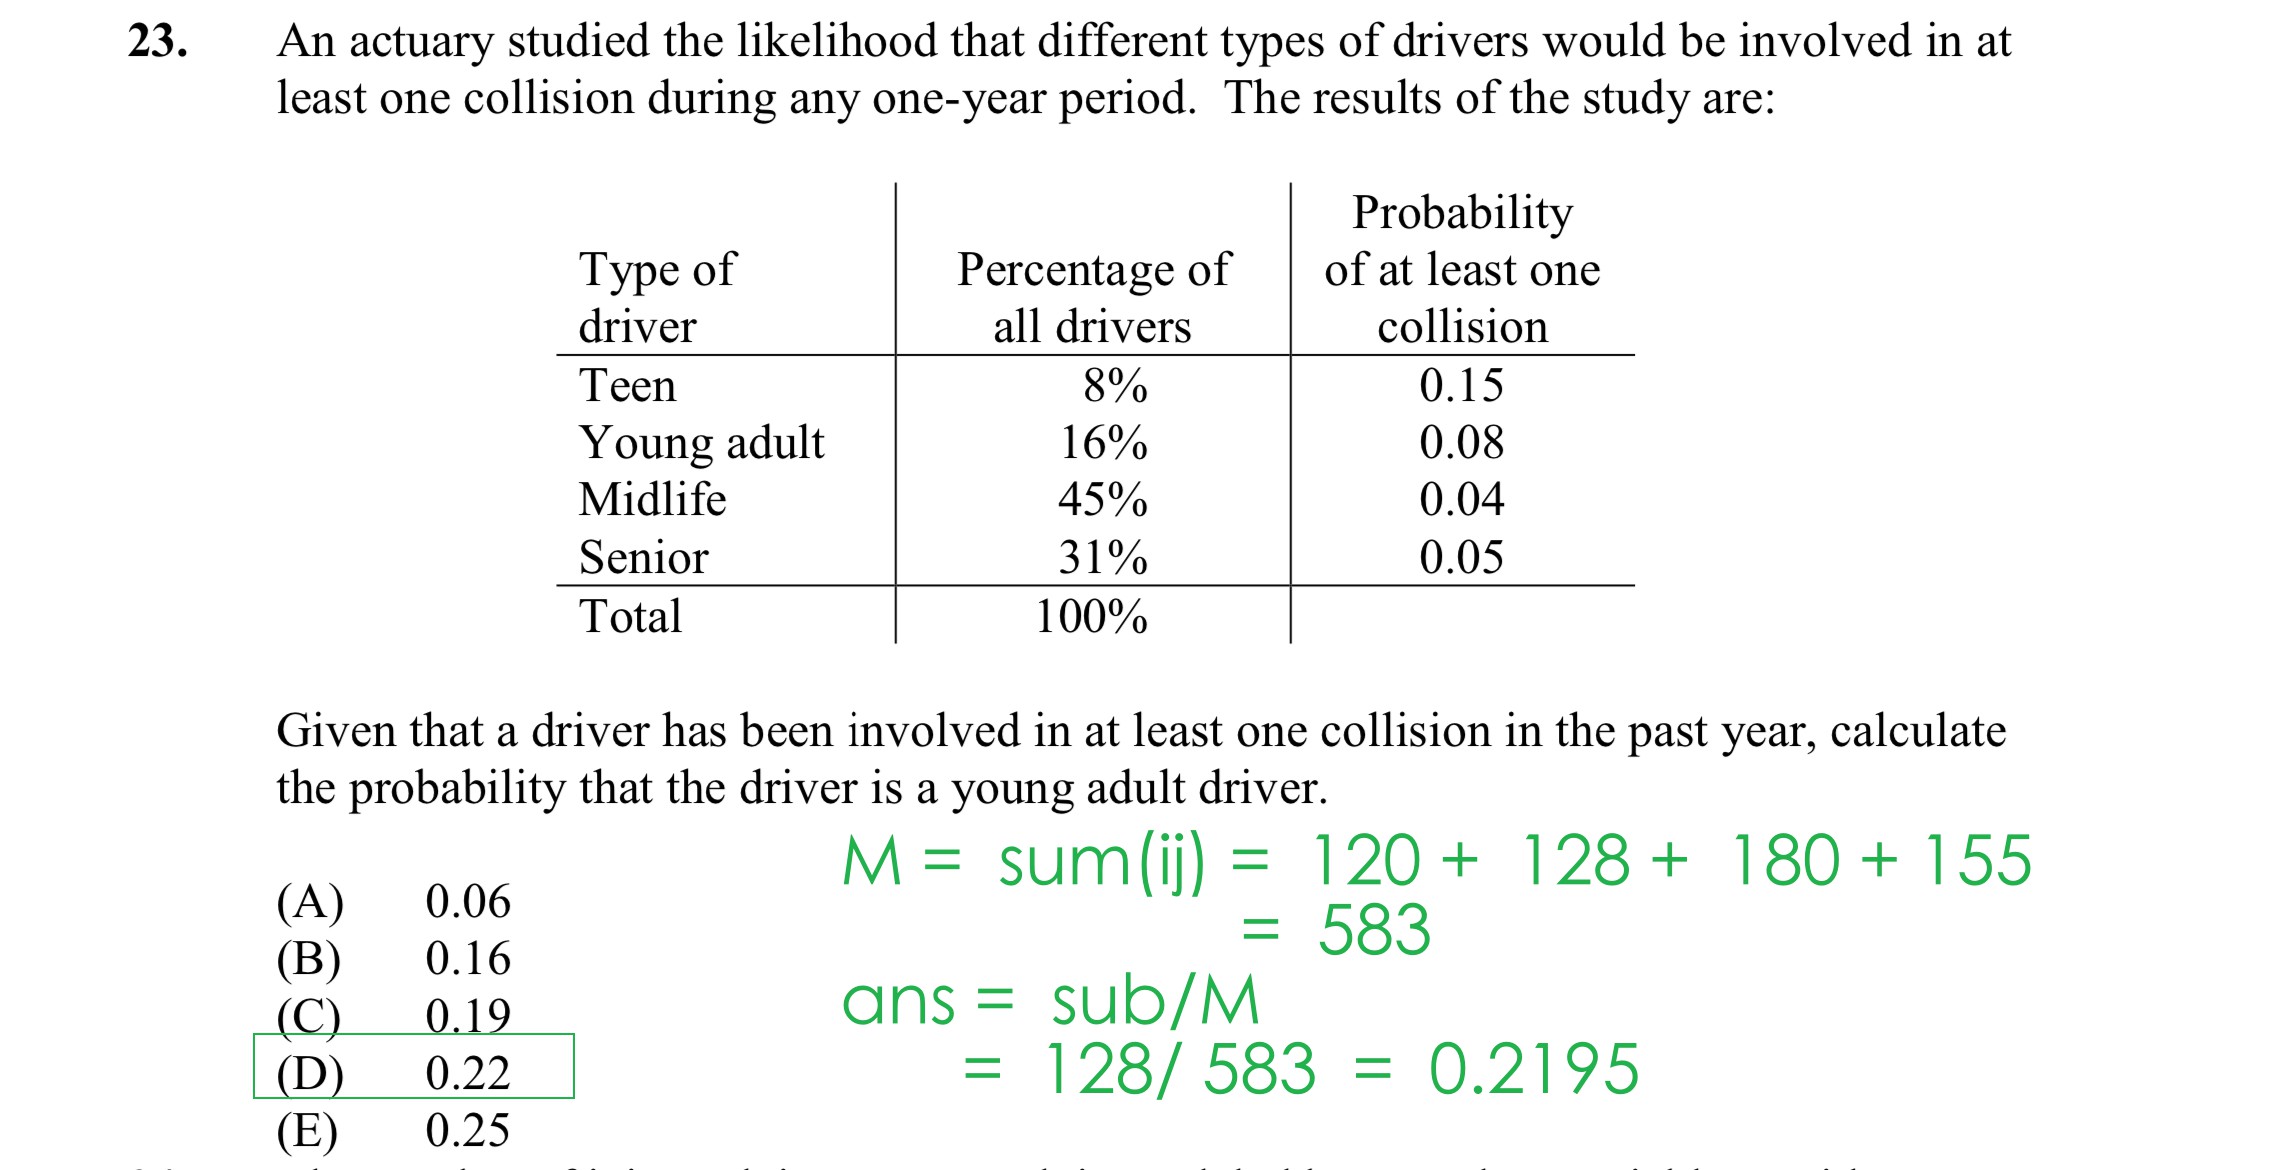 23. An actuary studied the likelihood that different types of drivers would be involved in at
least one collision during any one-year period. The results of the study are:
Probability
Type of Percentage of of at least one
driver all drivers collision
Teen 8% 0.15
Young adult 16% 0.08
Midlife 45% 0.04
Senior 31% 0.05
Total 100%
Given that a driver has been involved in at least one collision in the past year, calculate
the probability that the driver is a young adult driver.
M = sum(ij) = 120 + 128 + 180 + 155
= 583
ans = sub/M
= 128/ 583 = 0.2195
(A) 0.06
(B) 0.16
(C) 0.19
(D) 0.22
(E) 0.25